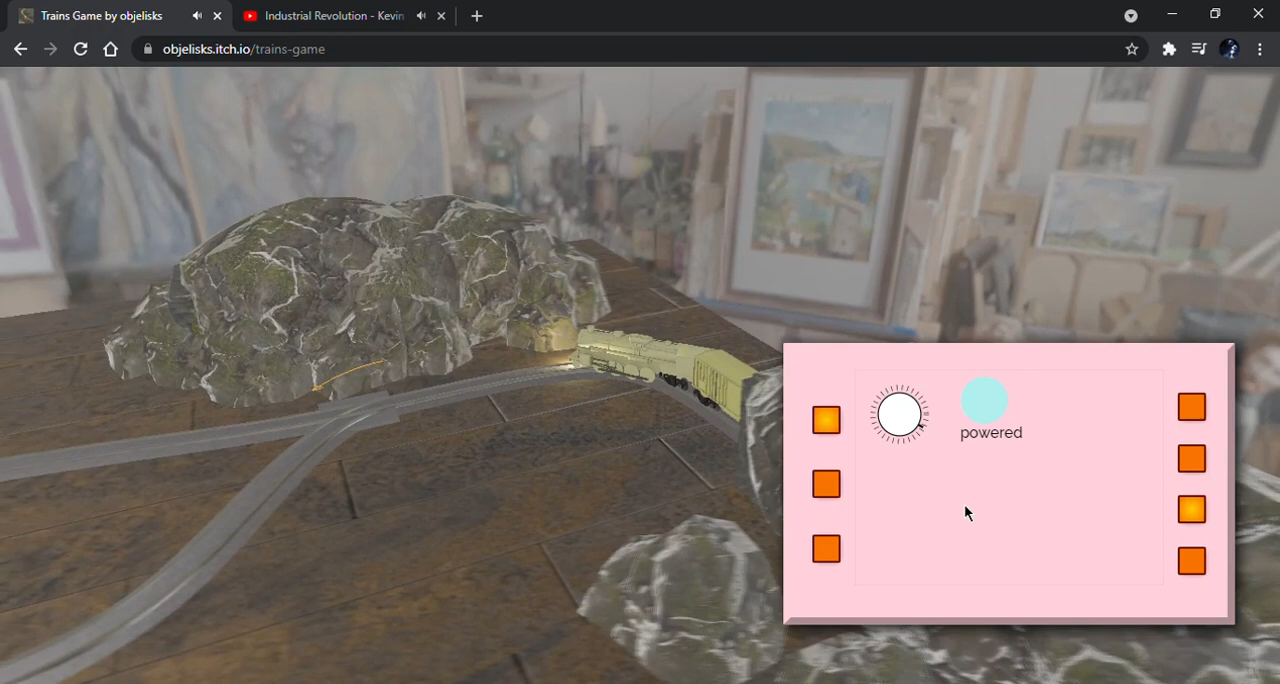 Trains Game by objelisks
Industrial Revolution - Kevin
objelisks.itch.io/trains-game
powered